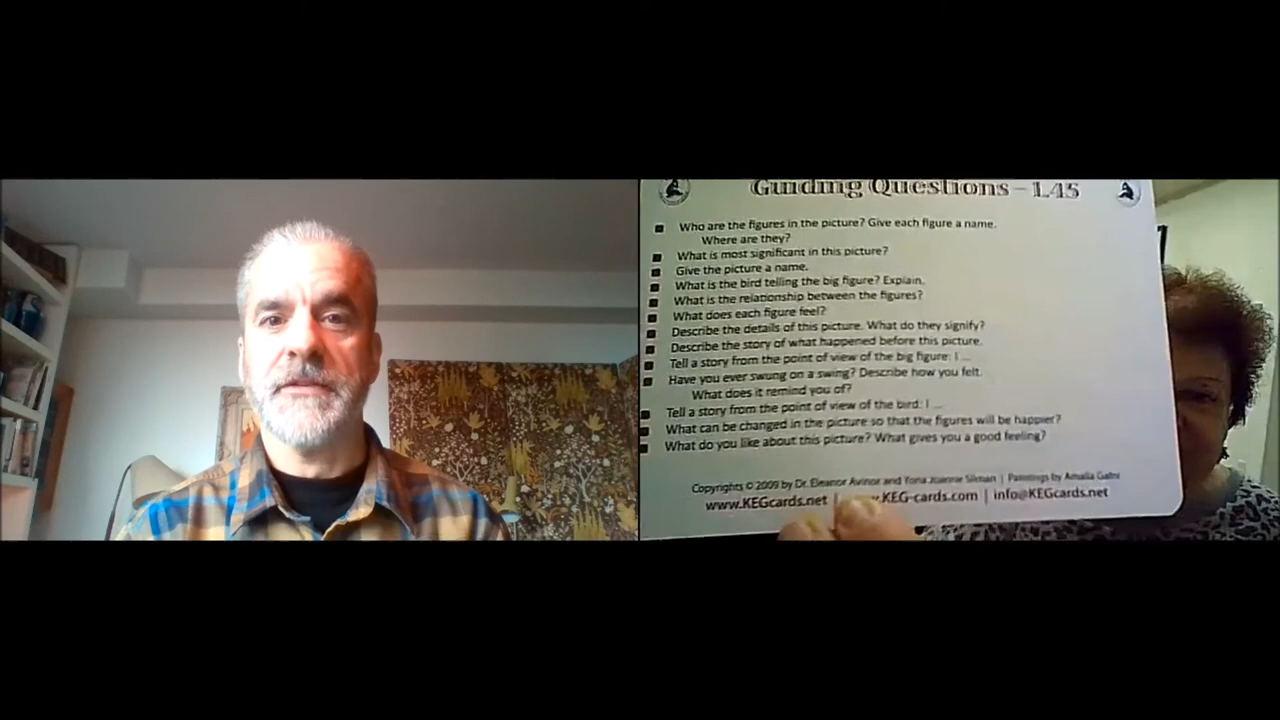 Guiding Questions – 1.45
Who are the figures in the picture? Give each figure a name.
Where are they?
What is most significant in this picture?
Give the picture a name.
What is the bird telling the big figure? Explain.
What is the relationship between the figures?
What does each figure feel?
Describe the details of this picture. What do they signify?
Describe the story of what happened before this picture.
Tell a story from the point of view of the big figure: I ...
Have you ever swung on a swing? Describe how you felt.
What does it remind you of?
Tell a story from the point of view of the bird: I ...
What can be changed in the picture so that the figures will be happier?
What do you like about this picture? What gives you a good feeling?
Copyrights © 2009 by Dr. Eleanor Avinor and Yona Joanne Silman | Paintings by Amalia Gafni
www.KEGcards.net | .KEG-cards.com | info@KEGcards.net